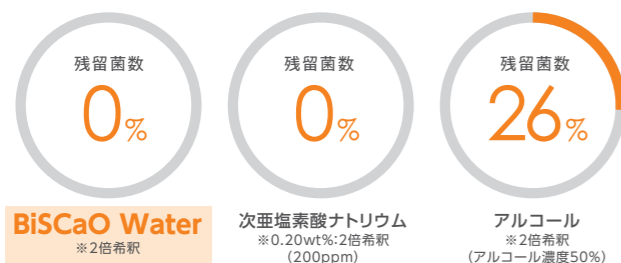 残留菌数
0%
BiSCaO Water
※2倍希釈
残留菌数
0%
次亜塩素酸ナトリウム
※0.20wt%:2倍希釈
(200ppm)
残留菌数
26%
アルコール
※2倍希釈
(アルコール濃度50%)